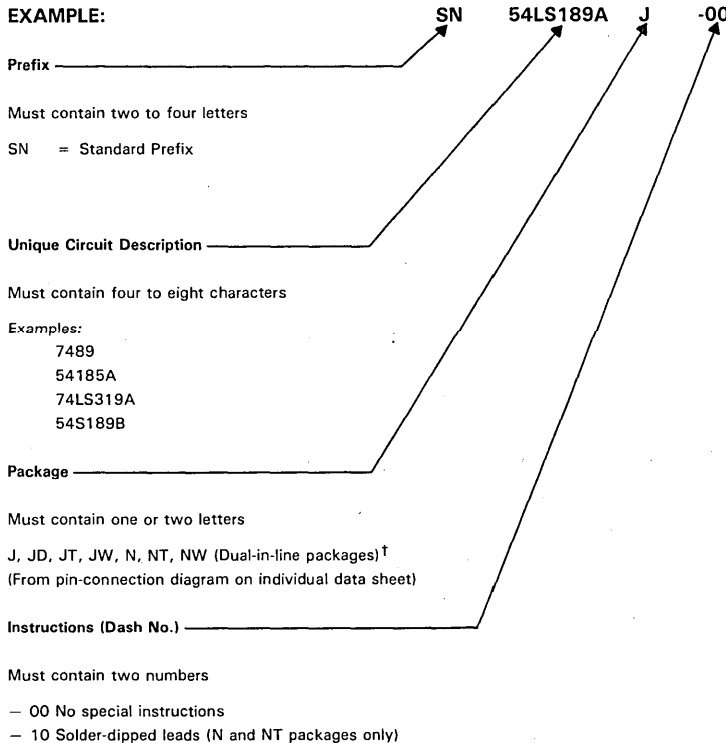 EXAMPLE: SN 54LS189A J -00
Prefix
Must contain two to four letters
SN = Standard Prefix
Unique Circuit Description
Must contain four to eight characters
Examples:
7489
54185A
74LS319A
54S189B
Package
Must contain one or two letters
J, JD, JT, JW, N, NT, NW (Dual-in-line packages)†
(From pin-connection diagram on individual data sheet)
Instructions (Dash No.)
Must contain two numbers
— 00 No special instructions
— 10 Solder-dipped leads (N and NT packages only)